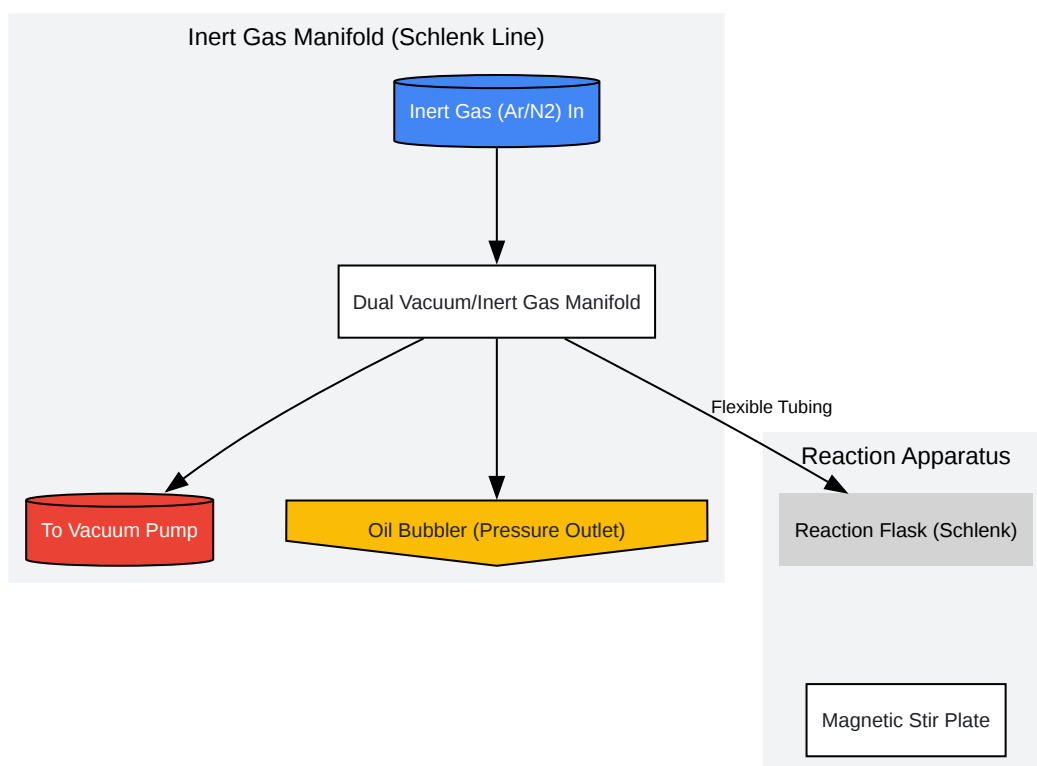 Inert Gas Manifold (Schlenk Line)
Inert Gas (Ar/N2) In
Dual Vacuum/Inert Gas Manifold
Flexible Tubing
Reaction Apparatus
To Vacuum Pump
Oil Bubbler (Pressure Outlet)
Reaction Flask (Schlenk)
Magnetic Stir Plate